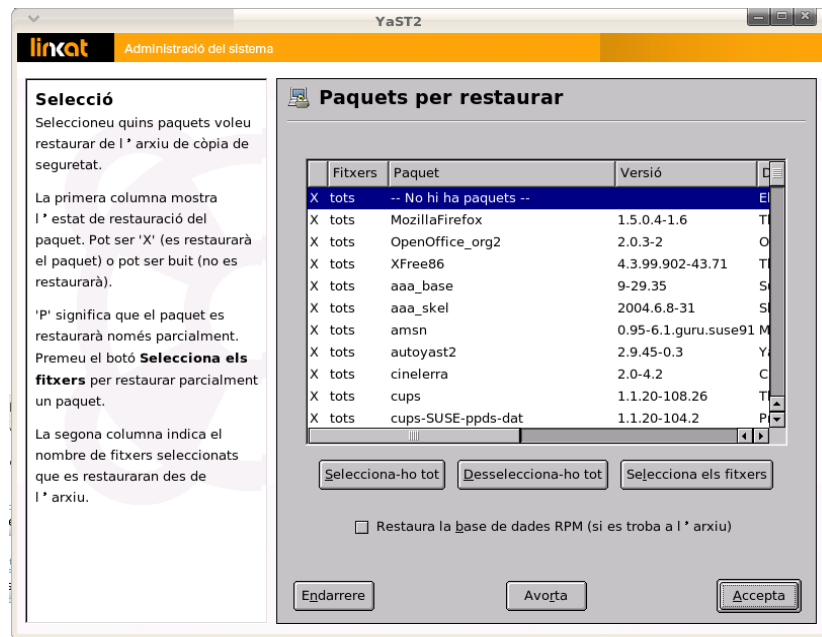 YaST2
linkat Administració del sistema
Selecció
Seleccioneu quins paquets voleu
restaurar de l'arxiu de còpia de
seguretat.
La primera columna mostra
l'estat de restauració del
paquet. Pot ser 'X' (es restaurarà
el paquet) o pot ser buit (no es
restaurarà).
'P' significa que el paquet es
restaurarà només parcialment.
Premeu el botó Selecciona els
fitxers per restaurar parcialment
un paquet.
La segona columna indica el
nombre de fitxers seleccionats
que es restauraran des de
l'arxiu.
Paquets per restaurar
Fitxers Paquet Versió D
X tots -- No hi ha paquets -- El
X tots MozillaFirefox 1.5.0.4-1.6 Tl
X tots OpenOffice_org2 2.0.3-2 O
X tots XFree86 4.3.99.902-43.71 Tl
X tots aaa_base 9-29.35 S
X tots aaa_skel 2004.6.8-31 Sl
X tots amsn 0.95-6.1.guru.suse91 M
X tots autoyast2 2.9.45-0.3 Y
X tots cinelerra 2.0-4.2 C
X tots cups 1.1.20-108.26 Tl
X tots cups-SUSE-ppds-dat 1.1.20-104.2 P
Selecciona-ho tot Desselecciona-ho tot Selecciona els fitxers
Restaura la base de dades RPM (si es troba a l'arxiu)
Endarrere Avorta Accepta